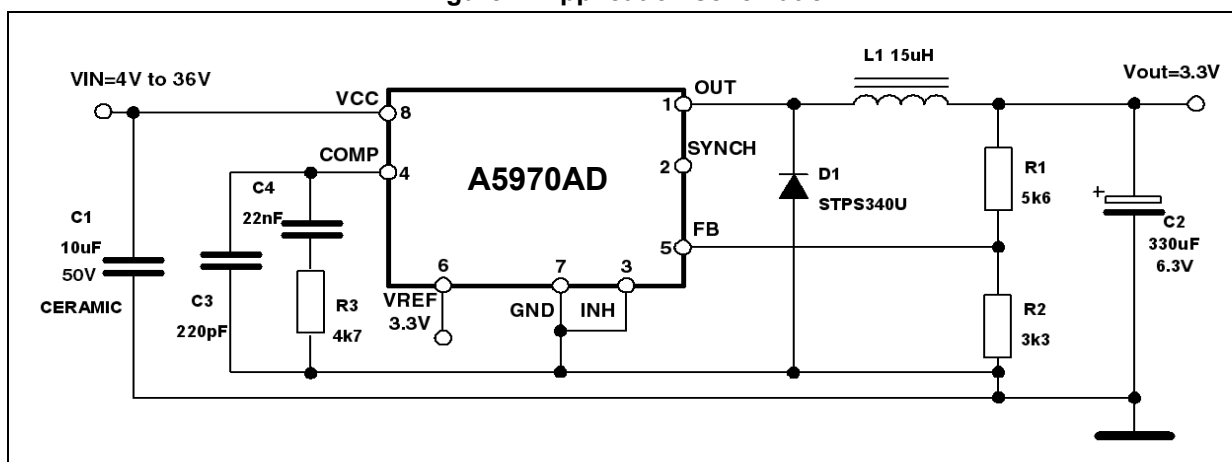 L1 15uH
VIN=4V to 36V
Vout=3.3V
VCC
8
OUT
1
COMP
4
SYNCH
2
A5970AD
C4
22nF
D1
STPS340U
R1
5k6
C1
10uF
50V
CERAMIC
FB
5
+
C2
330uF
6.3V
6
7
3
C3
220pF
R3
4k7
VREF
3.3V
GND
INH
R2
3k3